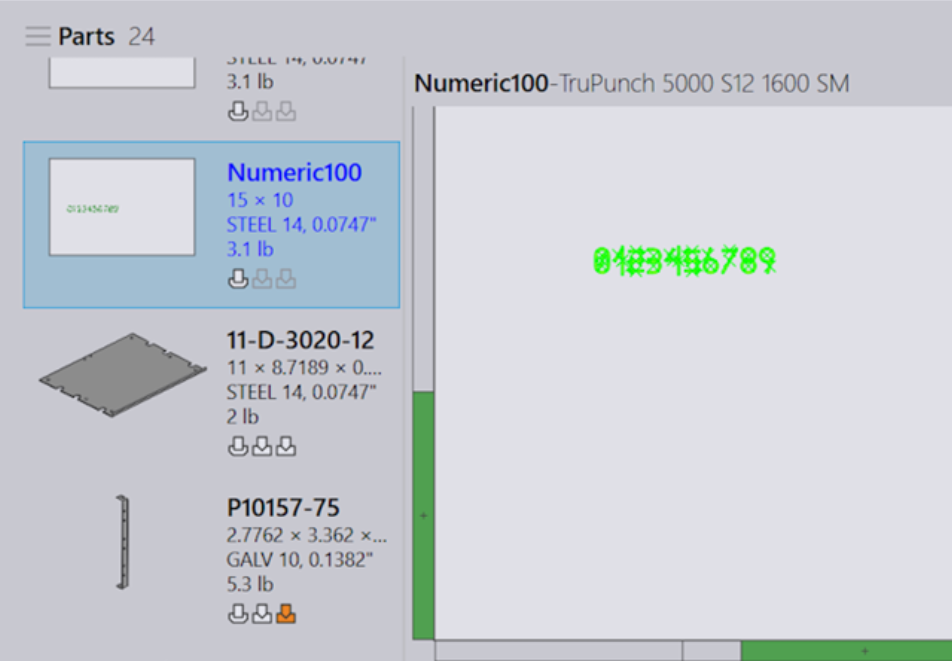 Parts 24
STEEL 14, 0.0747"
3.1 lb
Numeric100-TruPunch 5000 S12 1600 SM
Numeric100
15 × 10
STEEL 14, 0.0747"
3.1 lb
0123456789
0123456789
11-D-3020-12
11 × 8.7189 × 0....
STEEL 14, 0.0747"
2 lb
P10157-75
2.7762 × 3.362 ×...
GALV 10, 0.1382"
5.3 lb